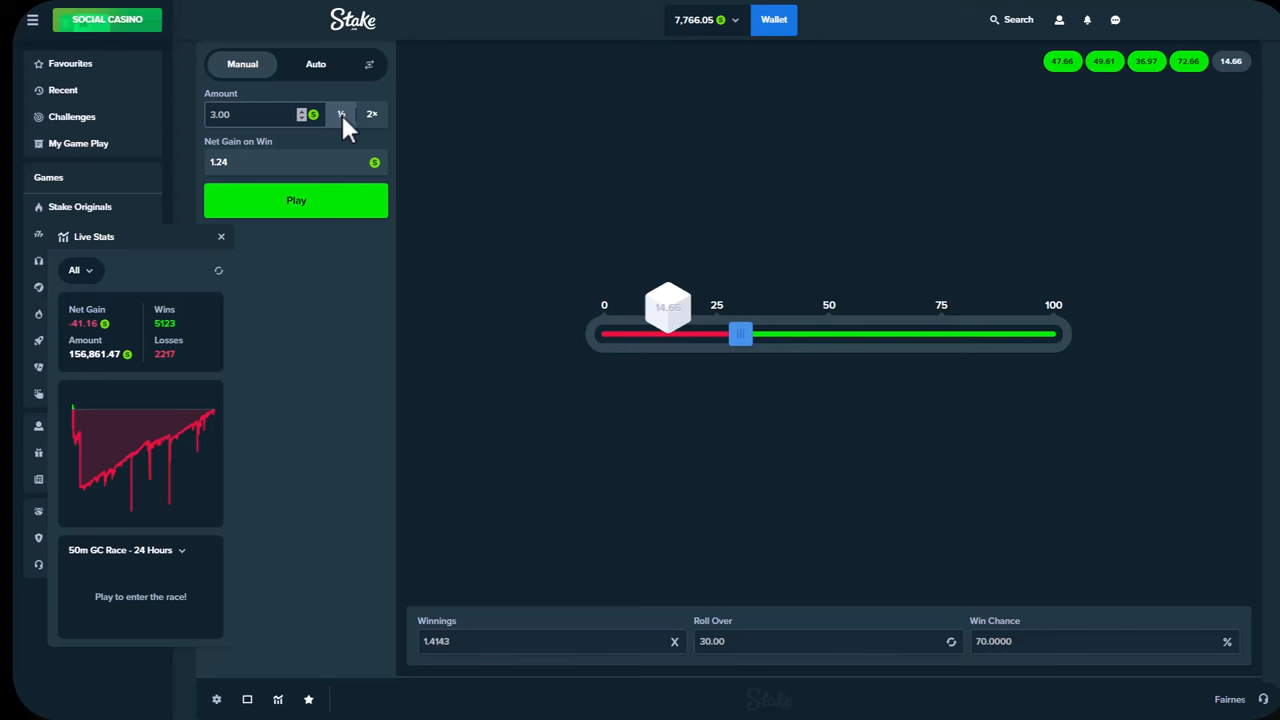 SOCIAL CASINO
Stake
7,766.05
Wallet
Search
Favourites
Recent
Challenges
My Game Play
Games
Stake Originals
Manual
Auto
Amount
3.00
2×
Net Gain on Win
1.24
Play
47.66
49.61
36.97
72.66
14.66
Live Stats
All
Net Gain
-41.16
Wins
5123
Amount
156,861.47
Losses
2217
50m GC Race - 24 Hours
Play to enter the race!
0
25
50
75
100
14.66
Winnings
1.4143
Roll Over
30.00
Win Chance
70.0000
%
Stake
Fairnes